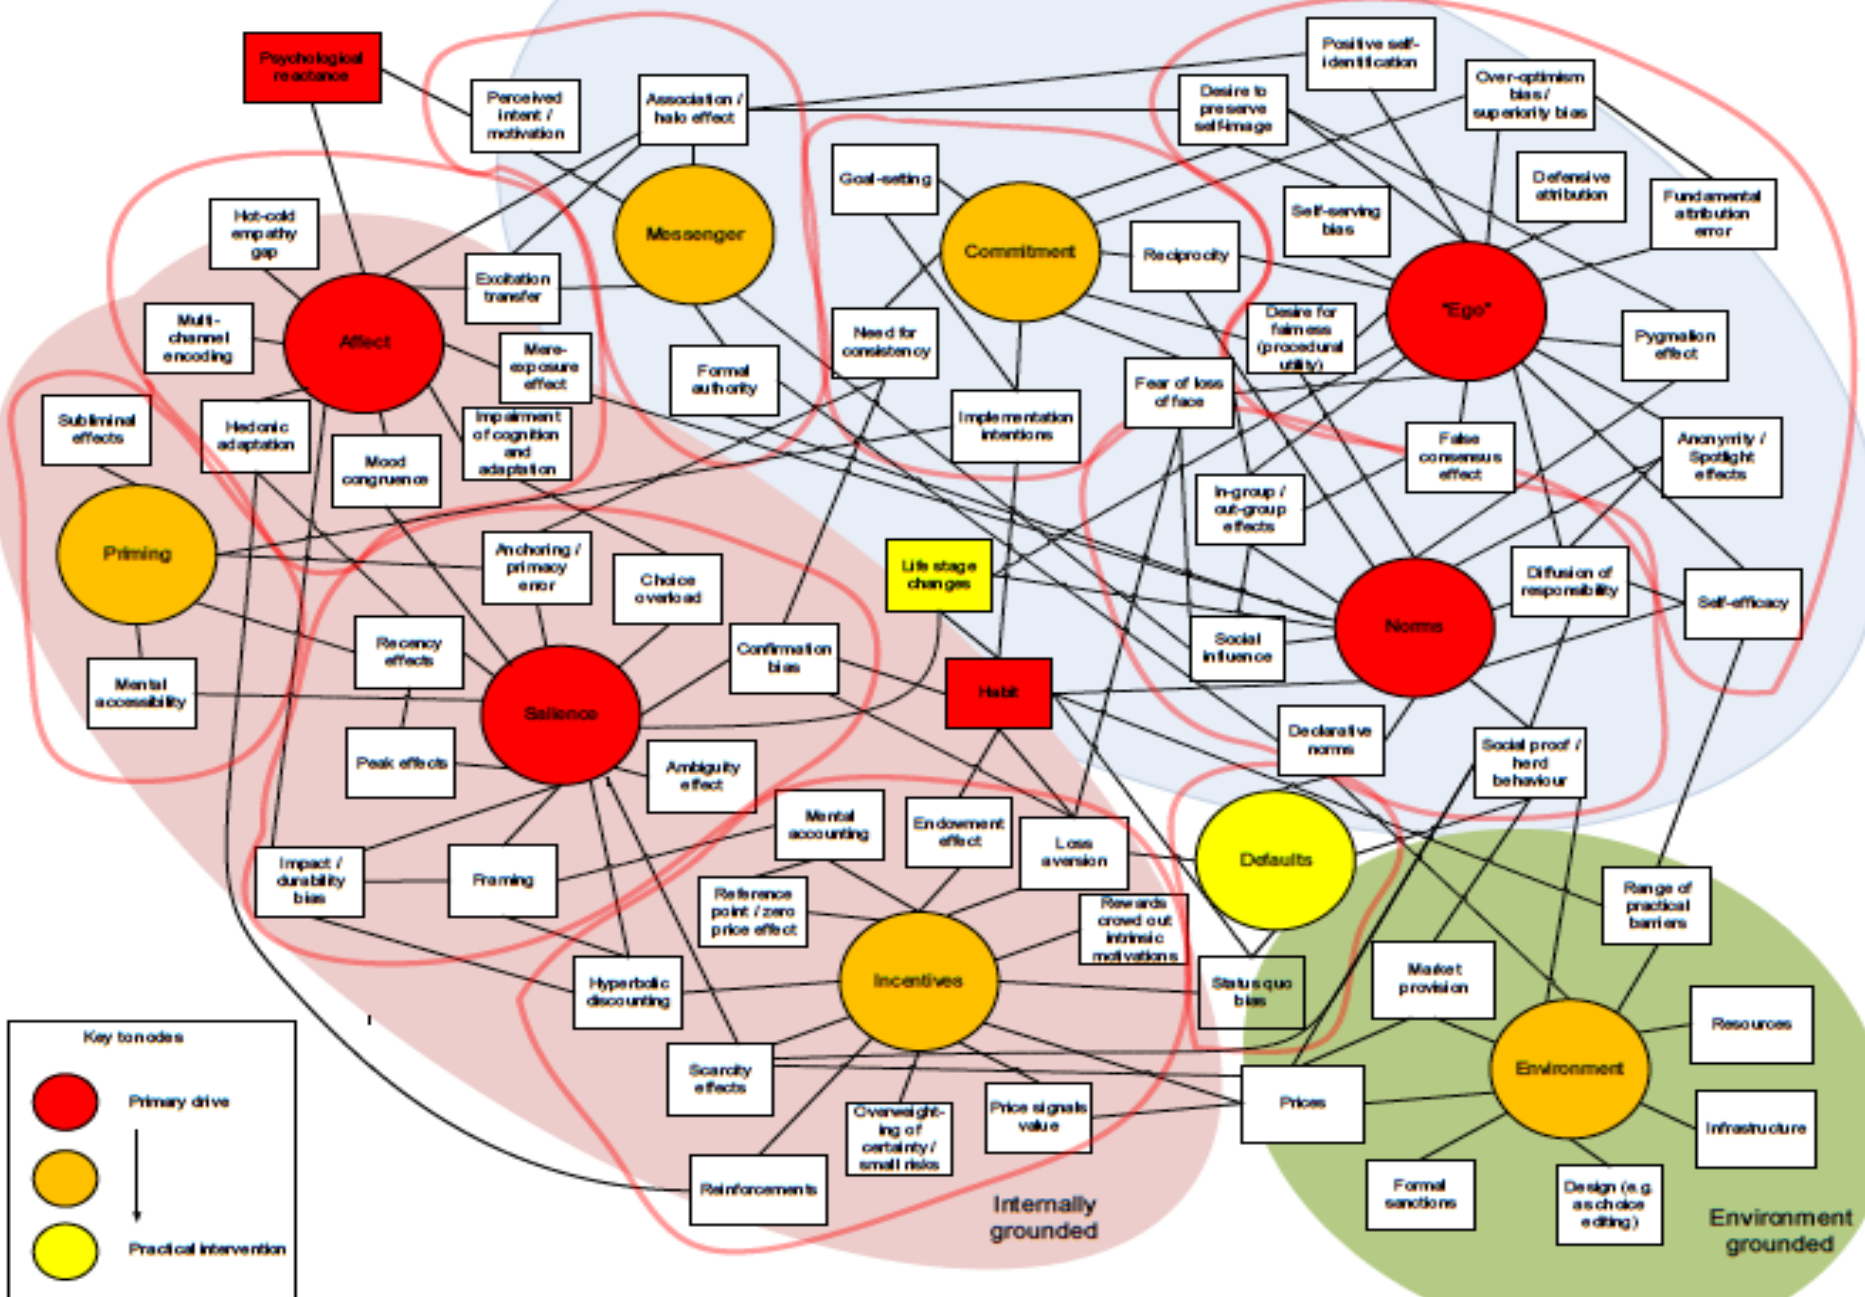 Psychological
reactance
Perceived
intent /
motivation
Association /
halo effect
Positive self-
identification
Desire to
preserve
self-image
Over-optimism
bias /
superiority bias
Goal-setting
Defensive
attribution
Fundamental
attribution
error
Hot-cold
empathy
gap
Messenger
Commitment
Self-serving
bias
Reciprocity
Excitation
transfer
"Ego"
Multi-
channel
encoding
Affect
Mere-
exposure
effect
Need for
consistency
Desire for
fairness
(procedural
utility)
Pygmalion
effect
Formal
authority
Fear of loss
of face
Implementation
intentions
Subliminal
effects
Hedonic
adaptation
Mood
congruence
Impairment
of cognition
and
adaptation
False
consensus
effect
Anonymity /
Spotlight
effects
In-group /
out-group
effects
Priming
Anchoring /
primacy
error
Choice
overload
Life stage
changes
Diffusion of
responsibility
Self-efficacy
Norms
Recency
effects
Confirmation
bias
Social
influence
Mental
accessibility
Salience
Habit
Declarative
norms
Social proof /
herd
behaviour
Peak effects
Ambiguity
effect
Mental
accounting
Endowment
effect
Loss
aversion
Defaults
Impact /
durability
bias
Framing
Reference
point / zero
price effect
Rewards
crowd out
intrinsic
motivations
Range of
practical
barriers
Hyperbolic
discounting
Incentives
Status quo
bias
Market
provision
Resources
Key to nodes
Scarcity
effects
Environment
Primary drive
Overweight-
ing of
certainty /
small risks
Price signals
value
Prices
Infrastructure
Reinforcements
Formal
sanctions
Design (e.g.
as choice
editing)
Internally
grounded
Environment
grounded
Practical intervention